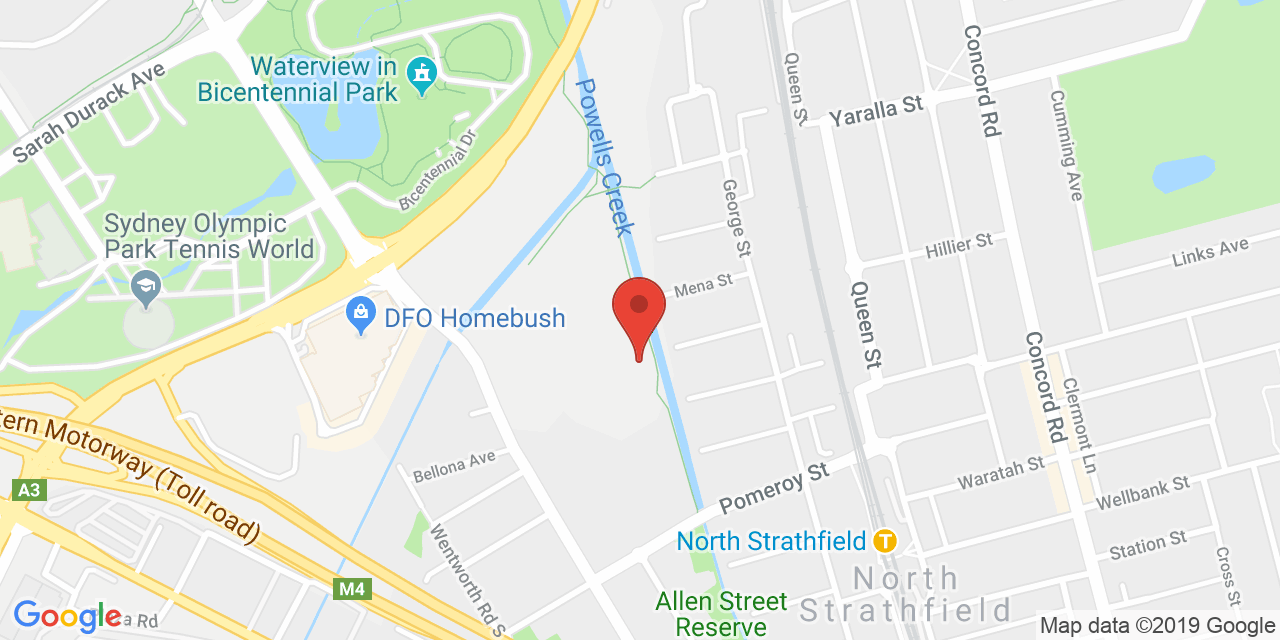 Waterview in
Bicentennial Park
Sarah Durack Ave
Bicentennial Dr
Powells Creek
Queen St
Concord Rd
Yaralla St
Cumming Ave
George St
Sydney Olympic
Park Tennis World
Hillier St
Links Ave
Mena St
DFO Homebush
Queen St
Concord Rd
Clermont Ln
tern Motorway (Toll road)
Bellona Ave
Waratah St
Pomeroy St
Wellbank St
A3
Wentworth Rd S
North Strathfield
T
Station St
Cross St
M4
North
Strathfield
Allen Street
Reserve
Google
a Rd
Map data ©2019 Google